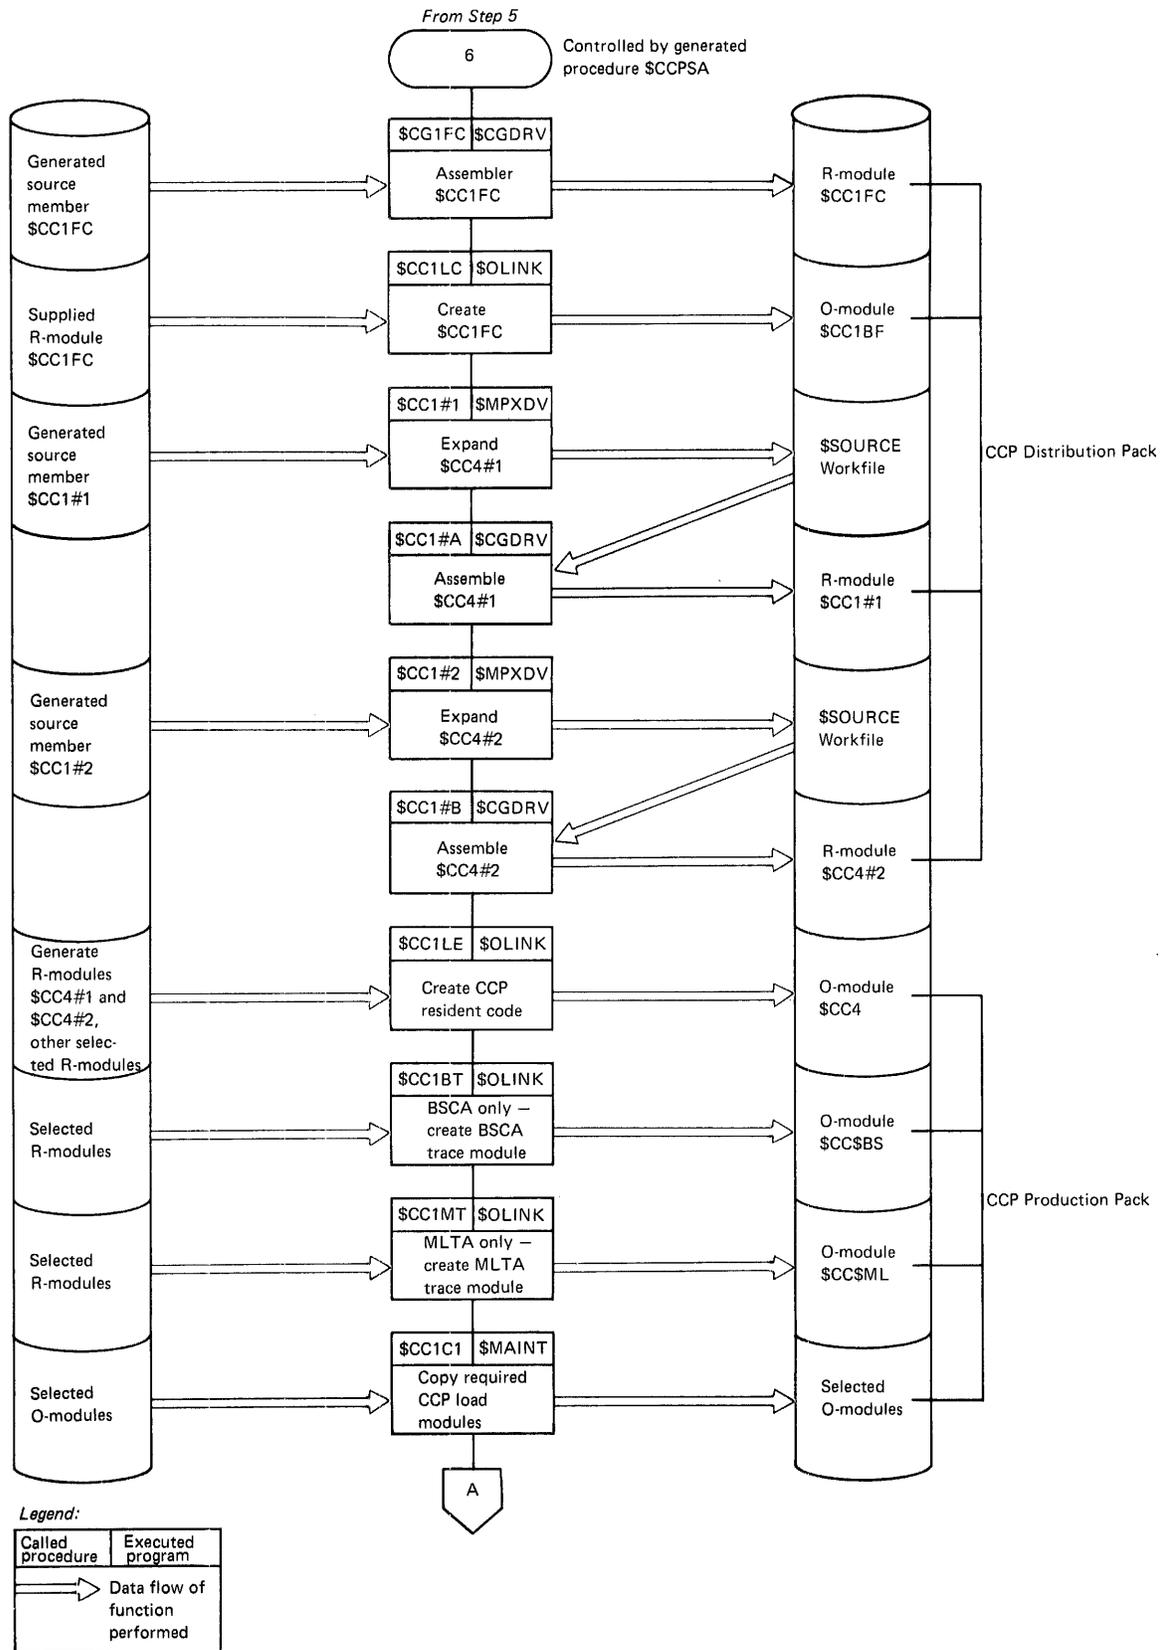 From Step 5
6
Controlled by generated
procedure $CCPSA
Generated
source
member
$CC1FC
$CG1FC $CGDRV
Assembler
$CC1FC
R-module
$CC1FC
Supplied
R-module
$CC1FC
$CC1LC $OLINK
Create
$CC1FC
O-module
$CC1BF
Generated
source
member
$CC1#1
$CC1#1 $MPXDV
Expand
$CC4#1
$SOURCE
Workfile
CCP Distribution Pack
$CC1#A $CGDRV
Assemble
$CC4#1
R-module
$CC1#1
Generated
source
member
$CC1#2
$CC1#2 $MPXDV
Expand
$CC4#2
$SOURCE
Workfile
$CC1#B $CGDRV
Assemble
$CC4#2
R-module
$CC4#2
Generate
R-modules
$CC4#1 and
$CC4#2,
other selec-
ted R-modules
$CC1LE $OLINK
Create CCP
resident code
O-module
$CC4
Selected
R-modules
$CC1BT $OLINK
BSCA only —
create BSCA
trace module
O-module
$CC$BS
CCP Production Pack
Selected
R-modules
$CC1MT $OLINK
MLTA only —
create MLTA
trace module
O-module
$CC$ML
Selected
O-modules
$CC1C1 $MAINT
Copy required
CCP load
modules
Selected
O-modules
A
Legend:
Called
procedure
Executed
program
Data flow of
function
performed